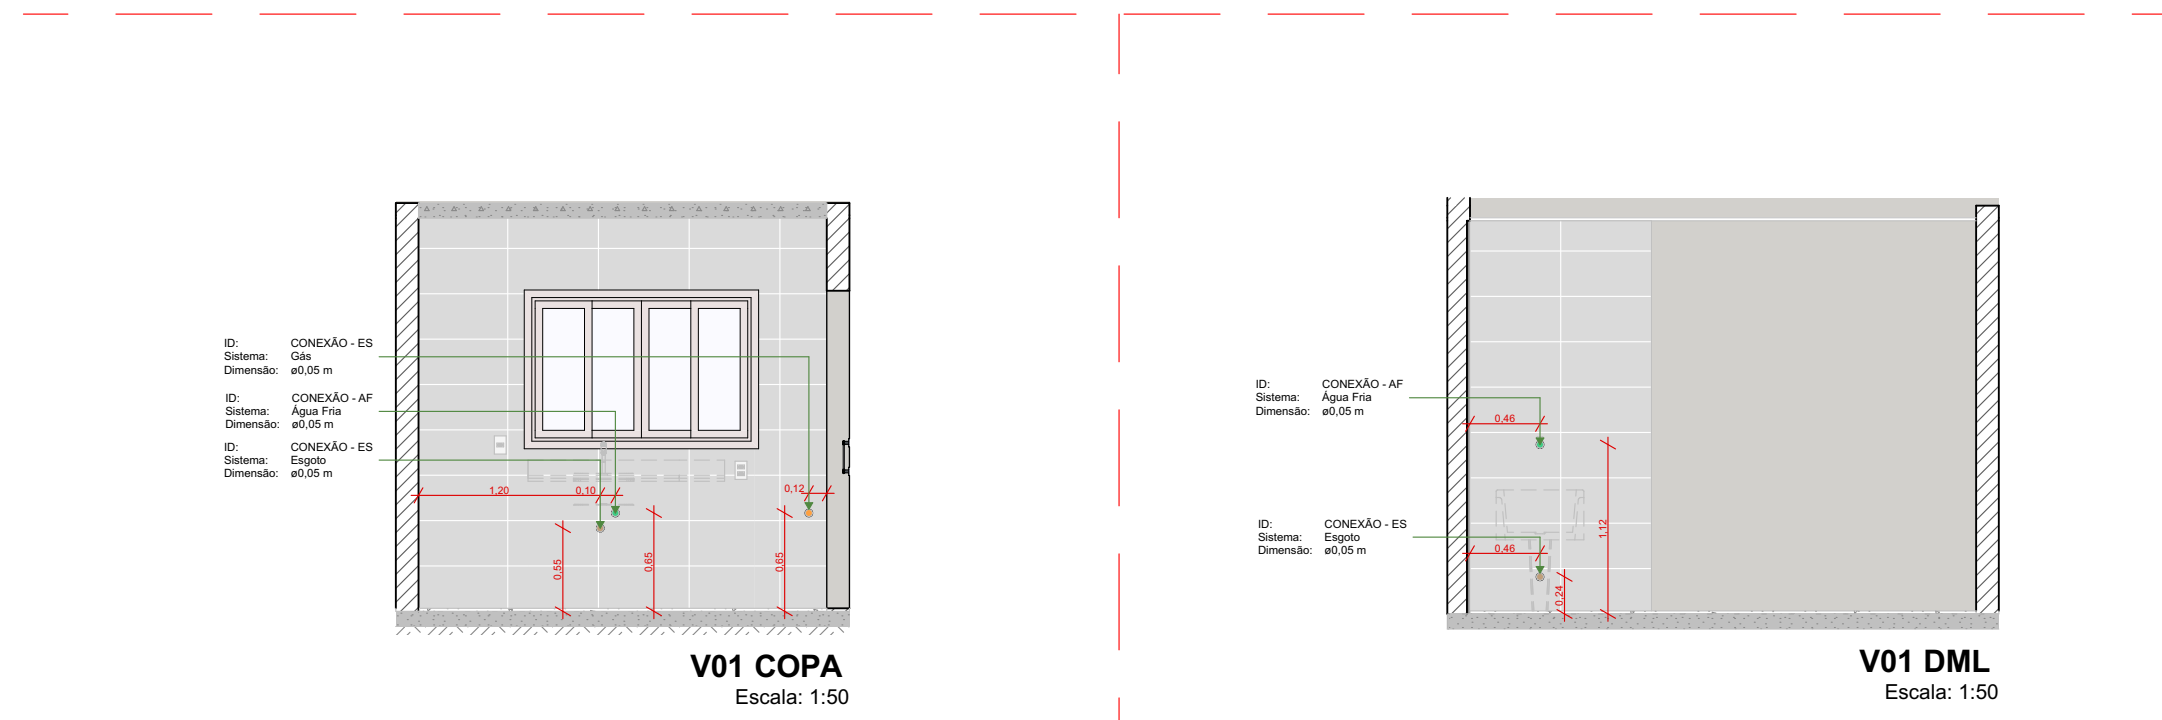 ID: CONEXÃO - ES
Sistema: Gás
Dimensão: ø0,05 m
ID: CONEXÃO - AF
Sistema: Água Fria
Dimensão: ø0,05 m
ID: CONEXÃO - ES
Sistema: Esgoto
Dimensão: ø0,05 m
1,20
0,10
0,12
0,55
0,65
0,65
V01 COPA
Escala: 1:50
ID: CONEXÃO - AF
Sistema: Água Fria
Dimensão: ø0,05 m
0,46
1,12
ID: CONEXÃO - ES
Sistema: Esgoto
Dimensão: ø0,05 m
0,46
0,24
V01 DML
Escala: 1:50